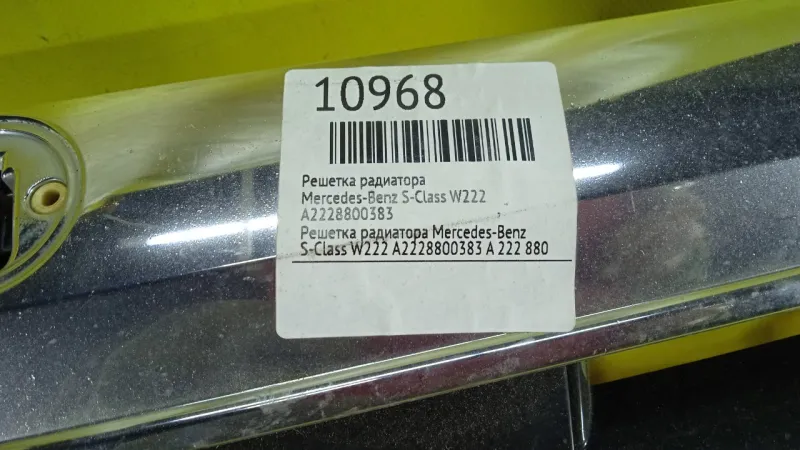 10968
Решетка радиатора
Mercedes-Benz S-Class W222
A2228800383
Решетка радиатора Mercedes-Benz
S-Class W222 A2228800383 A 222 880